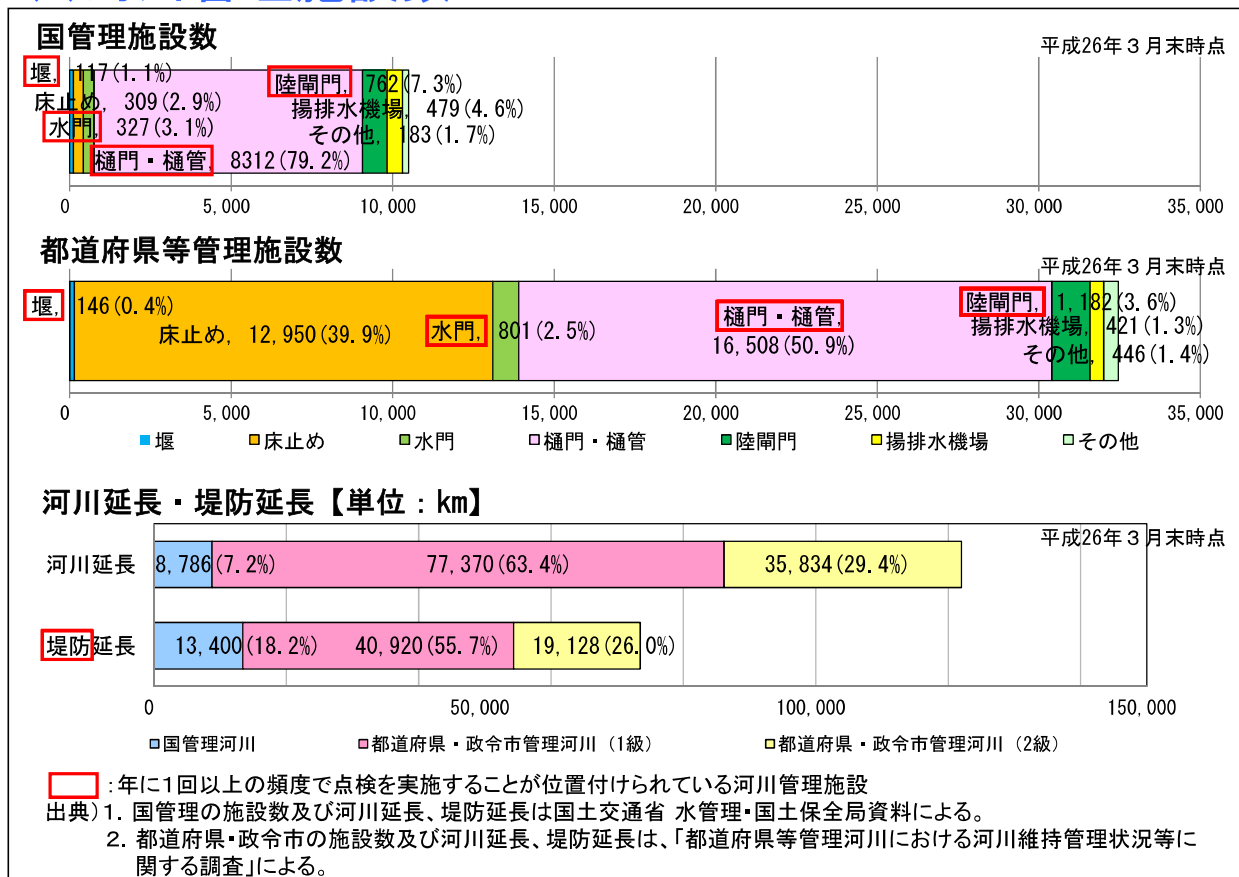 国管理施設数
平成26年3月末時点
堰, 117(1.1%)
床止め, 309(2.9%)
水門, 327(3.1%)
樋門・樋管, 8312(79.2%)
陸閘門, 762(7.3%)
揚排水機場, 479(4.6%)
その他, 183(1.7%)
0 5,000 10,000 15,000 20,000 25,000 30,000 35,000
都道府県等管理施設数
平成26年3月末時点
堰, 146(0.4%)
床止め, 12,950(39.9%)
水門, 801(2.5%)
樋門・樋管,
16,508(50.9%)
陸閘門, 1,182(3.6%)
揚排水機場, 421(1.3%)
その他, 446(1.4%)
0 5,000 10,000 15,000 20,000 25,000 30,000 35,000
堰 床止め 水門 樋門・樋管 陸閘門 揚排水機場 その他
河川延長・堤防延長【単位:km】
平成26年3月末時点
河川延長 8,786(7.2%) 77,370(63.4%) 35,834(29.4%)
堤防延長 13,400(18.2%) 40,920(55.7%) 19,128(26.0%)
0 50,000 100,000 150,000
国管理河川 都道府県・政令市管理河川(1級) 都道府県・政令市管理河川(2級)
:年に1回以上の頻度で点検を実施することが位置付けられている河川管理施設
出典)1. 国管理の施設数及び河川延長、堤防延長は国土交通省 水管理・国土保全局資料による。
2. 都道府県・政令市の施設数及び河川延長、堤防延長は、「都道府県等管理河川における河川維持管理状況等に
関する調査」による。